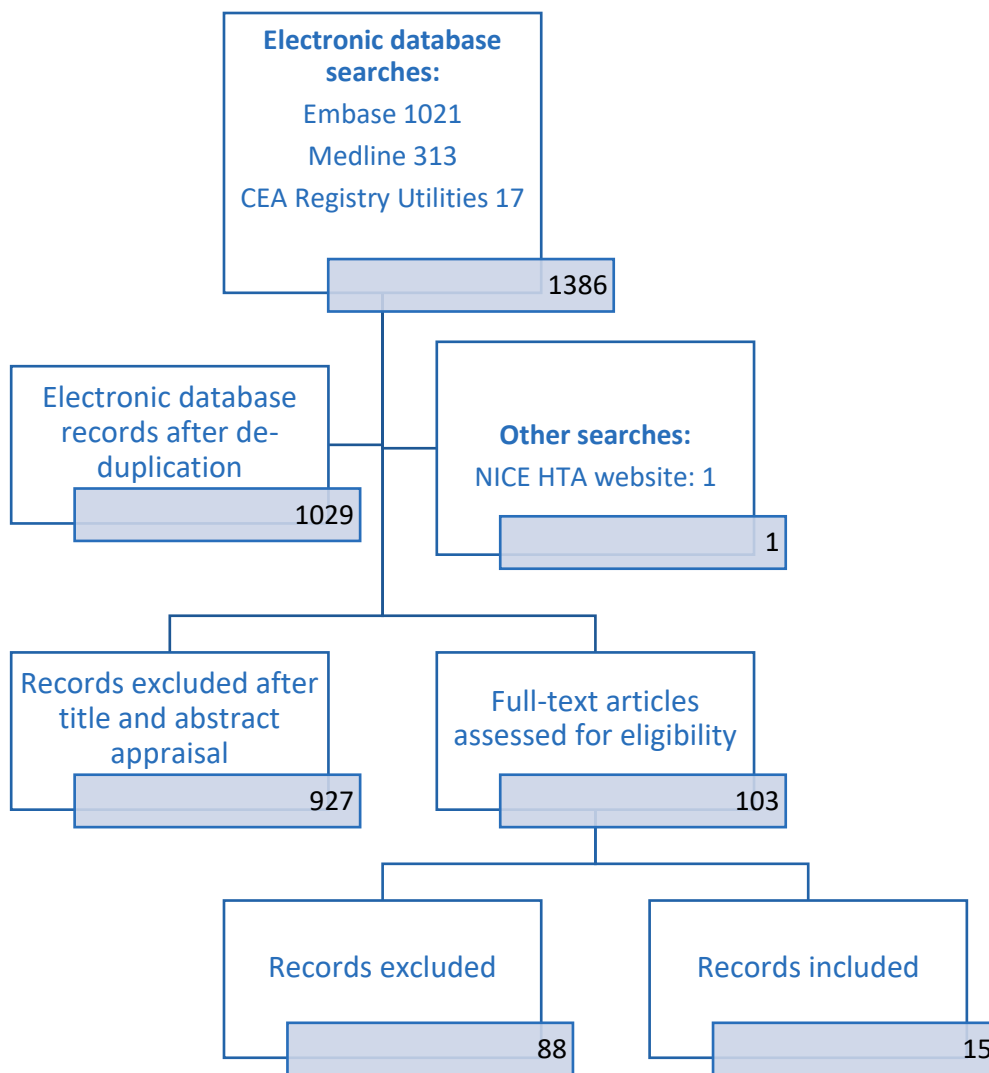 Electronic database
searches:
Embase 1021
Medline 313
CEA Registry Utilities 17
1386
Electronic database
records after de-
duplication
1029
Other searches:
NICE HTA website: 1
1
Records excluded after
title and abstract
appraisal
927
Full-text articles
assessed for eligibility
103
Records excluded
88
Records included
15